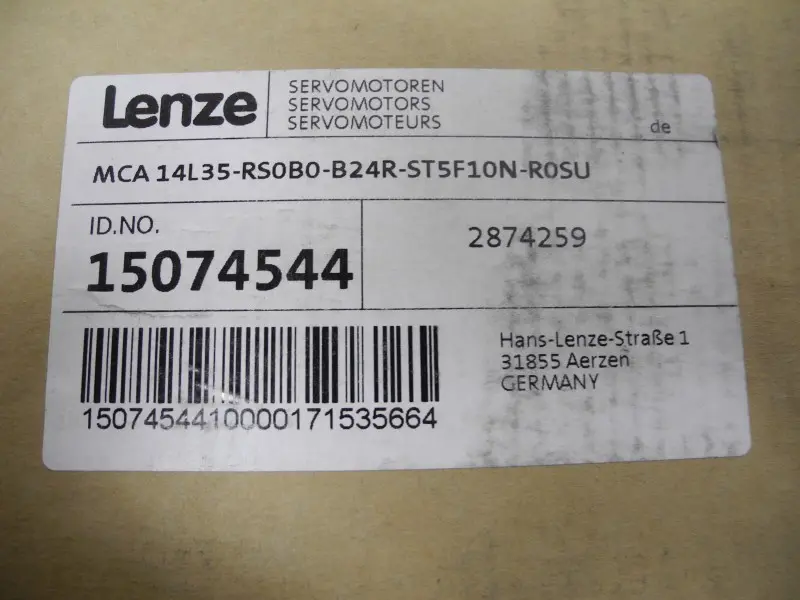 Lenze
SERVOMOTOREN
SERVOMOTORS
SERVOMOTEURS
de
MCA 14L35-RS0B0-B24R-ST5F10N-R0SU
ID.NO.
15074544
2874259
1507454410000171535664
Hans-Lenze-Straße 1
31855 Aerzen
GERMANY